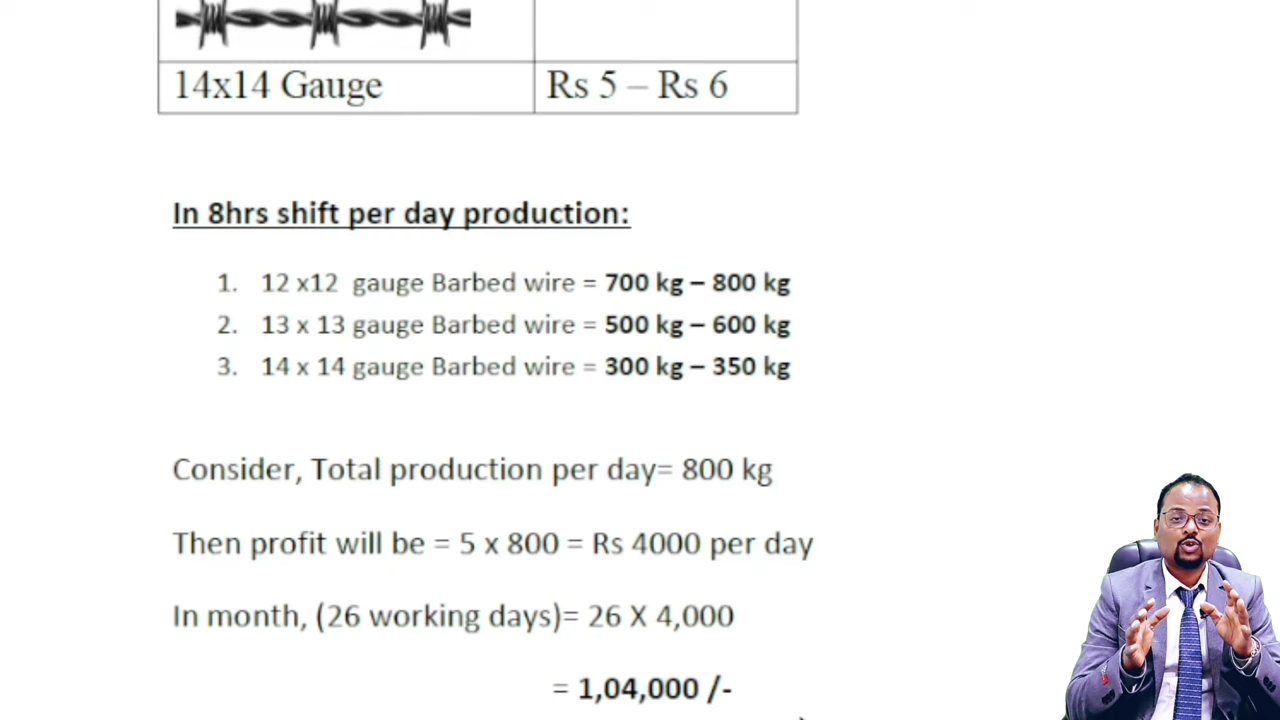 14x14 Gauge
Rs 5 – Rs 6
In 8hrs shift per day production:
1. 12 x12 gauge Barbed wire = 700 kg – 800 kg
2. 13 x 13 gauge Barbed wire = 500 kg – 600 kg
3. 14 x 14 gauge Barbed wire = 300 kg – 350 kg
Consider, Total production per day= 800 kg
Then profit will be = 5 x 800 = Rs 4000 per day
In month, (26 working days)= 26 X 4,000
= 1,04,000 /-